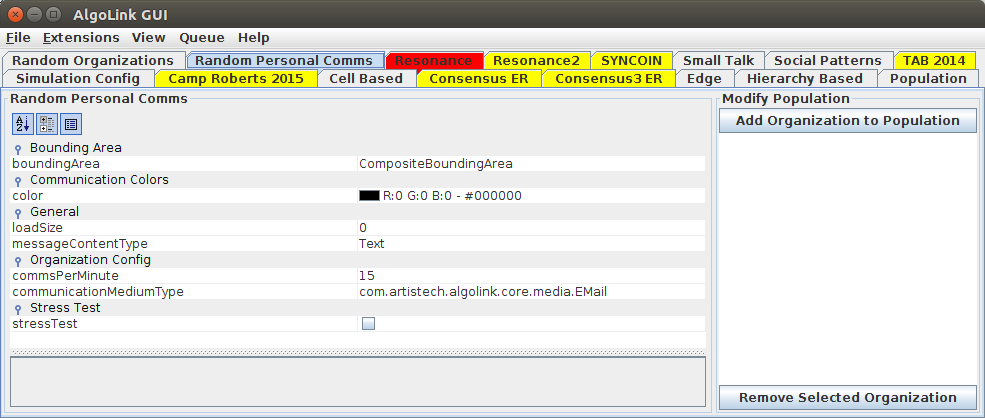 AlgoLink GUI
File Extensions View Queue Help
Random Organizations Random Personal Comms Resonance Resonance2 SYNCOIN Small Talk Social Patterns TAB 2014
Simulation Config Camp Roberts 2015 Cell Based Consensus ER Consensus3 ER Edge Hierarchy Based Population
Random Personal Comms
Modify Population
Add Organization to Population
Bounding Area
boundingArea CompositeBoundingArea
Communication Colors
color R:0 G:0 B:0 - #000000
General
loadSize 0
messageContentType Text
Organization Config
commsPerMinute 15
communicationMediumType com.artistech.algolink.core.media.EMail
Stress Test
stressTest
Remove Selected Organization